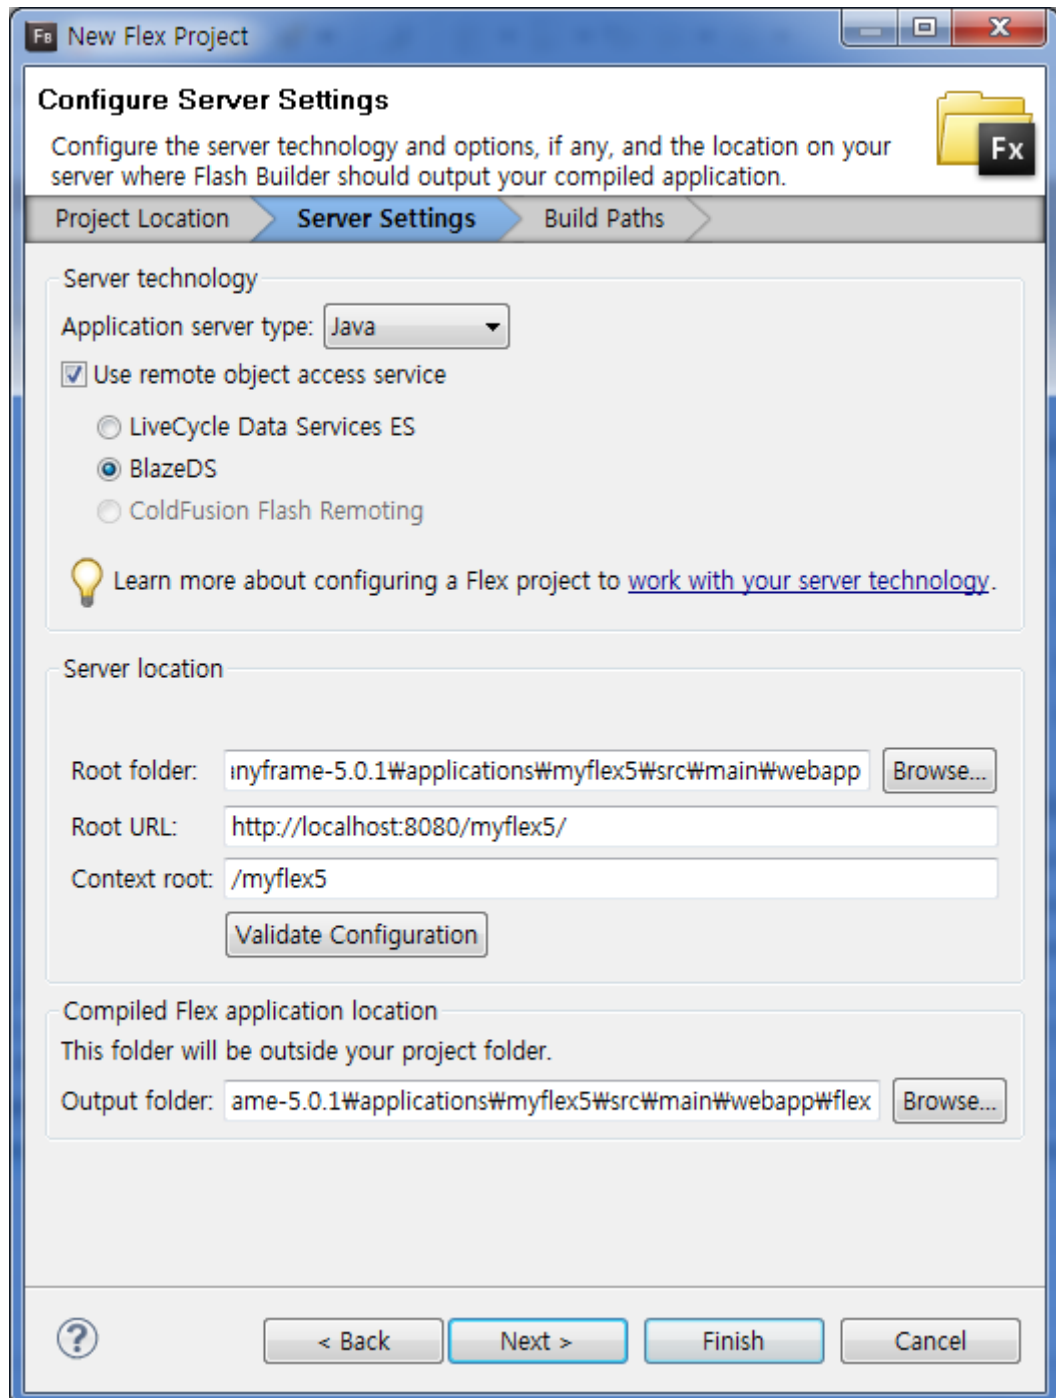 FB New Flex Project
Configure Server Settings
Configure the server technology and options, if any, and the location on your
server where Flash Builder should output your compiled application.
Fx
Project Location Server Settings Build Paths
Server technology
Application server type: Java
Use remote object access service
LiveCycle Data Services ES
BlazeDS
ColdFusion Flash Remoting
Learn more about configuring a Flex project to work with your server technology.
Server location
Root folder: nyframe-5.0.1₩applications₩myflex5₩src₩main₩webapp Browse...
Root URL: http://localhost:8080/myflex5/
Context root: /myflex5
Validate Configuration
Compiled Flex application location
This folder will be outside your project folder.
Output folder: ame-5.0.1₩applications₩myflex5₩src₩main₩webapp₩flex Browse...
? < Back Next > Finish Cancel